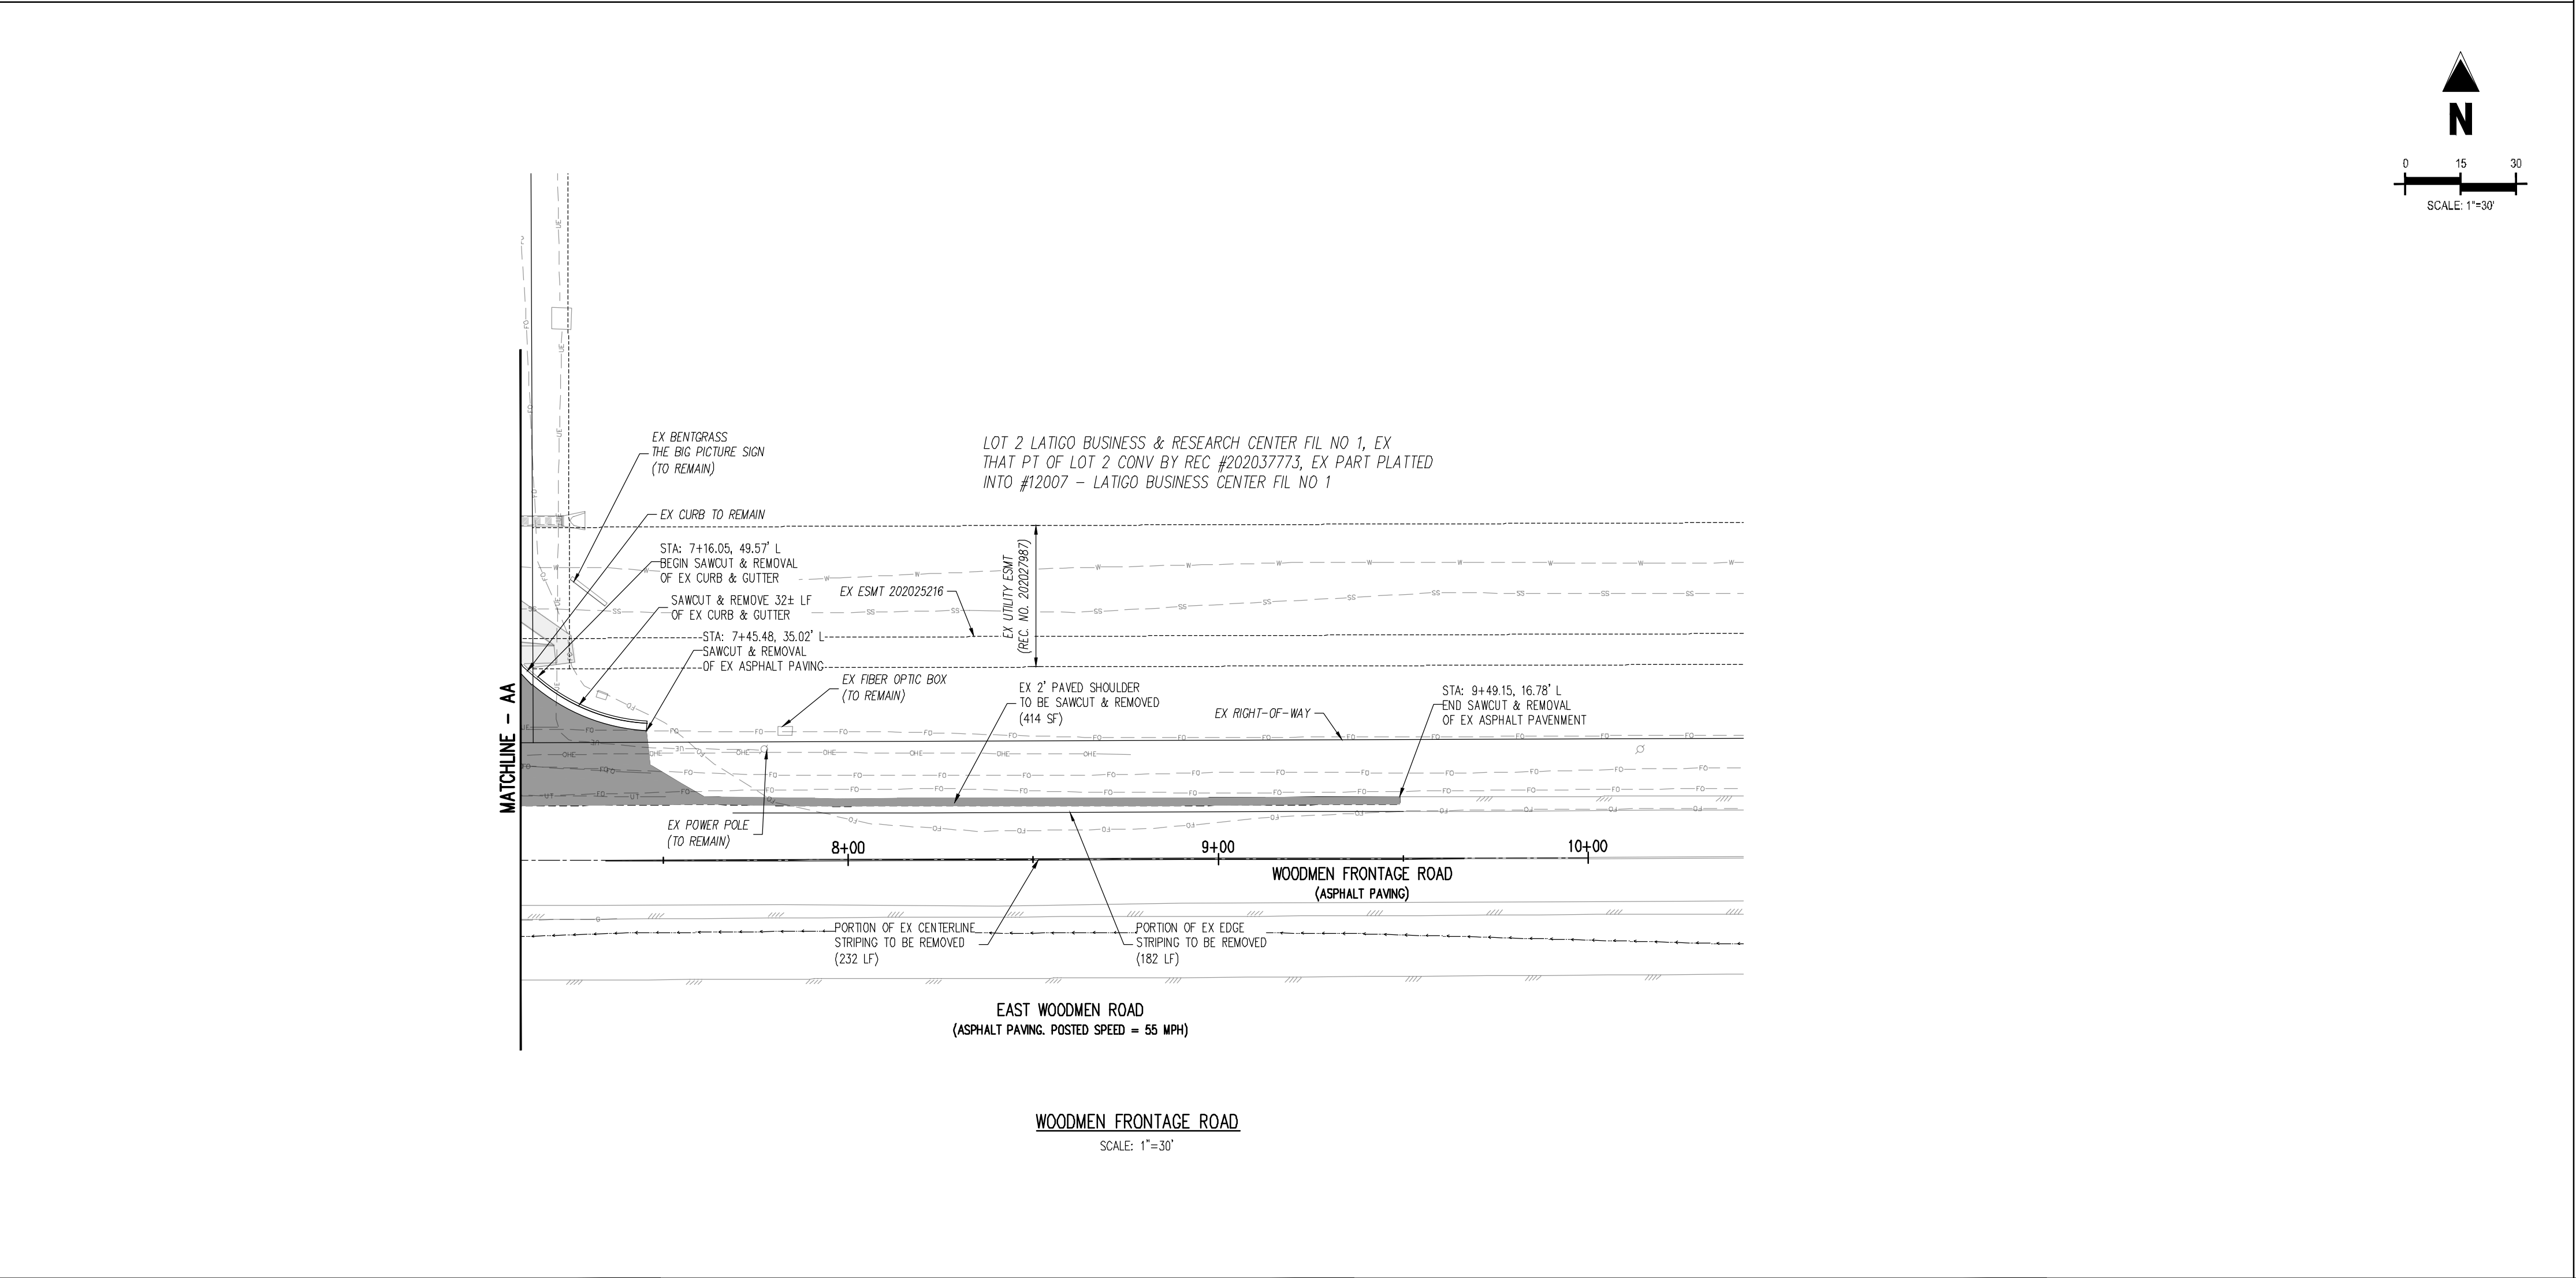 N
0 15 30
SCALE: 1"=30'
EX BENTGRASS
THE BIG PICTURE SIGN
(TO REMAIN)
LOT 2 LATIGO BUSINESS & RESEARCH CENTER FIL NO 1, EX
THAT PT OF LOT 2 CONV BY REC #202037773, EX PART PLATTED
INTO #12007 - LATIGO BUSINESS CENTER FIL NO 1
EX CURB TO REMAIN
STA: 7+16.05, 49.57' L
BEGIN SAWCUT & REMOVAL
OF EX CURB & GUTTER
SAWCUT & REMOVE 32± LF
OF EX CURB & GUTTER
STA: 7+45.48, 35.02' L
SAWCUT & REMOVAL
OF EX ASPHALT PAVING
EX ESMT 202025216
EX UTILITY ESMT
(REC. NO. 202027987)
EX FIBER OPTIC BOX
(TO REMAIN)
EX 2' PAVED SHOULDER
TO BE SAWCUT & REMOVED
(414 SF)
EX RIGHT-OF-WAY
STA: 9+49.15, 16.78' L
END SAWCUT & REMOVAL
OF EX ASPHALT PAVENMENT
MATCHLINE - AA
EX POWER POLE
(TO REMAIN)
8+00
9+00
10+00
WOODMEN FRONTAGE ROAD
(ASPHALT PAVING)
PORTION OF EX CENTERLINE
STRIPING TO BE REMOVED
(232 LF)
PORTION OF EX EDGE
STRIPING TO BE REMOVED
(182 LF)
EAST WOODMEN ROAD
(ASPHALT PAVING. POSTED SPEED = 55 MPH)
WOODMEN FRONTAGE ROAD
SCALE: 1"=30'